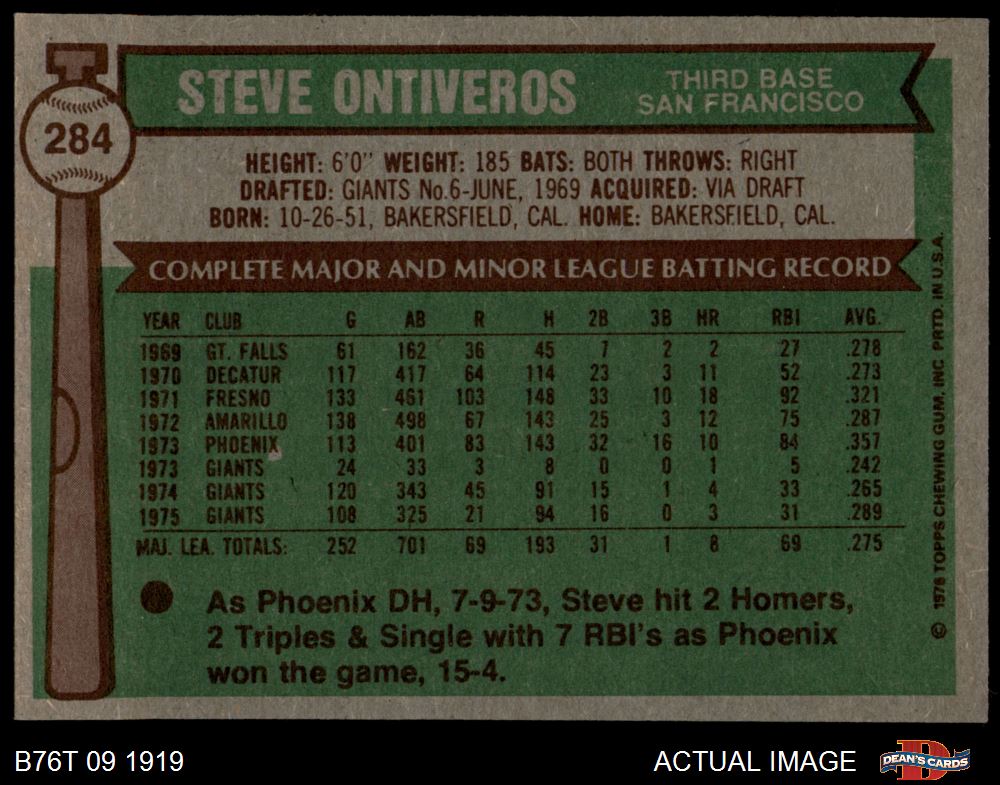 284
STEVE ONTIVEROS
THIRD BASE
SAN FRANCISCO
HEIGHT: 6'0" WEIGHT: 185 BATS: BOTH THROWS: RIGHT
DRAFTED: GIANTS No.6-JUNE, 1969 ACQUIRED: VIA DRAFT
BORN: 10-26-51, BAKERSFIELD, CAL. HOME: BAKERSFIELD, CAL.
COMPLETE MAJOR AND MINOR LEAGUE BATTING RECORD
YEAR CLUB G AB R H 2B 3B HR RBI AVG.
1969 GT. FALLS 61 162 36 45 7 2 2 27 .278
1970 DECATUR 117 417 64 114 23 3 11 52 .273
1971 FRESNO 133 461 103 148 33 10 18 92 .321
1972 AMARILLO 138 498 67 143 25 3 12 75 .287
1973 PHOENIX 113 401 83 143 32 16 10 84 .357
1973 GIANTS 24 33 3 8 0 0 1 5 .242
1974 GIANTS 120 343 45 91 15 1 4 33 .265
1975 GIANTS 108 325 21 94 16 0 3 31 .289
MAJ. LEA. TOTALS: 252 701 69 193 31 1 8 69 .275
As Phoenix DH, 7-9-73, Steve hit 2 Homers,
2 Triples & Single with 7 RBI's as Phoenix
won the game, 15-4.
© 1976 TOPPS CHEWING GUM, INC PRTD. IN U.S.A.
B76T 09 1919
ACTUAL IMAGE
DEAN'S CARDS